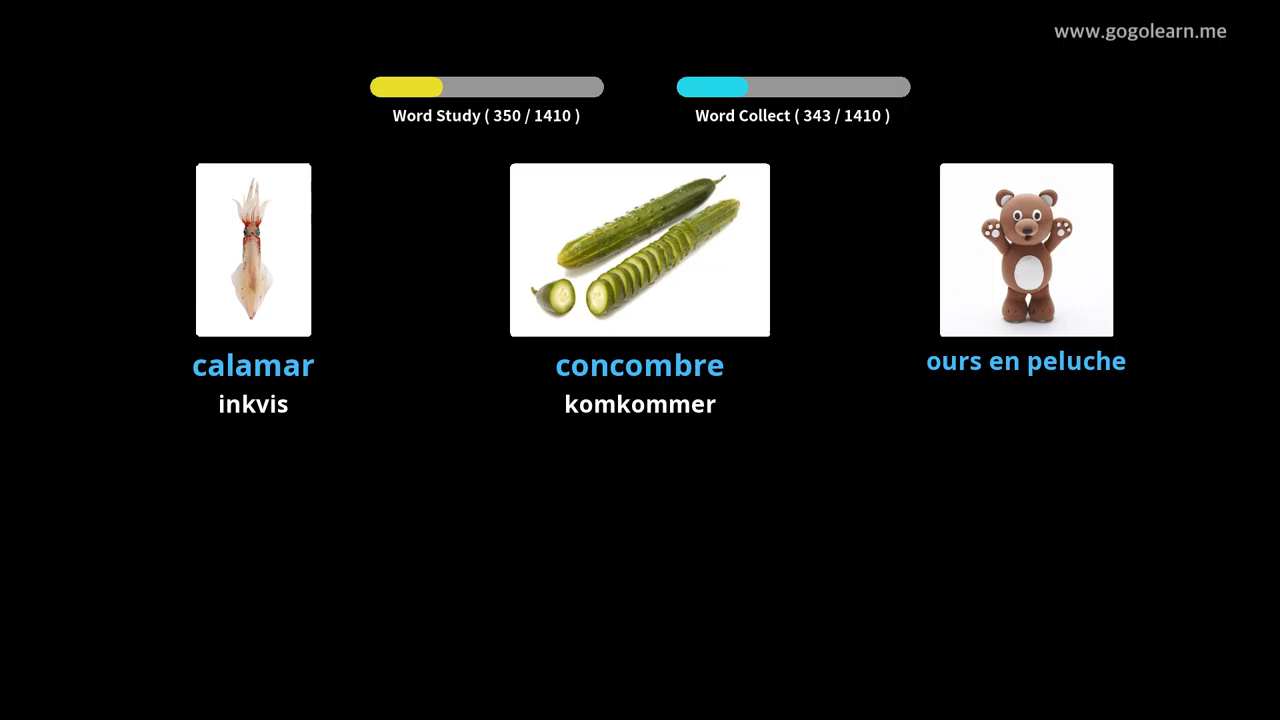 www.gogolearn.me
Word Study ( 350 / 1410 )
Word Collect ( 343 / 1410 )
calamar
inkvis
concombre
komkommer
ours en peluche